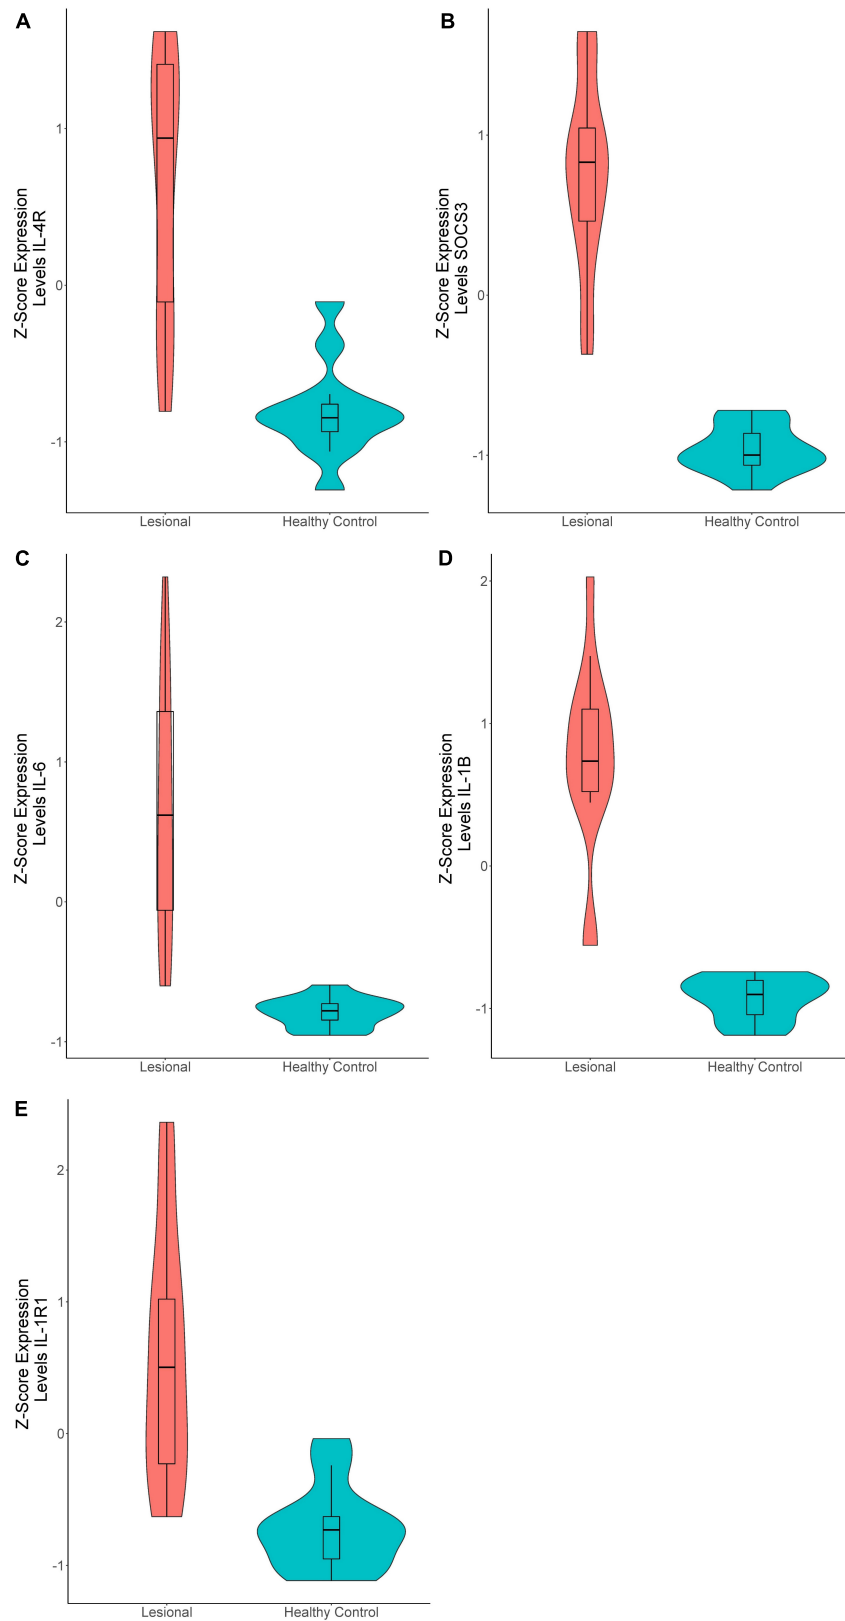 A
Z-Score Expression
Levels IL-4R
1
0
-1
Lesional
Healthy Control
B
Z-Score Expression
Levels SOCS3
1
0
-1
Lesional
Healthy Control
C
Z-Score Expression
Levels IL-6
2
1
0
-1
Lesional
Healthy Control
D
Z-Score Expression
Levels IL-1B
2
1
0
-1
Lesional
Healthy Control
E
Z-Score Expression
Levels IL-1R1
2
1
0
-1
Lesional
Healthy Control